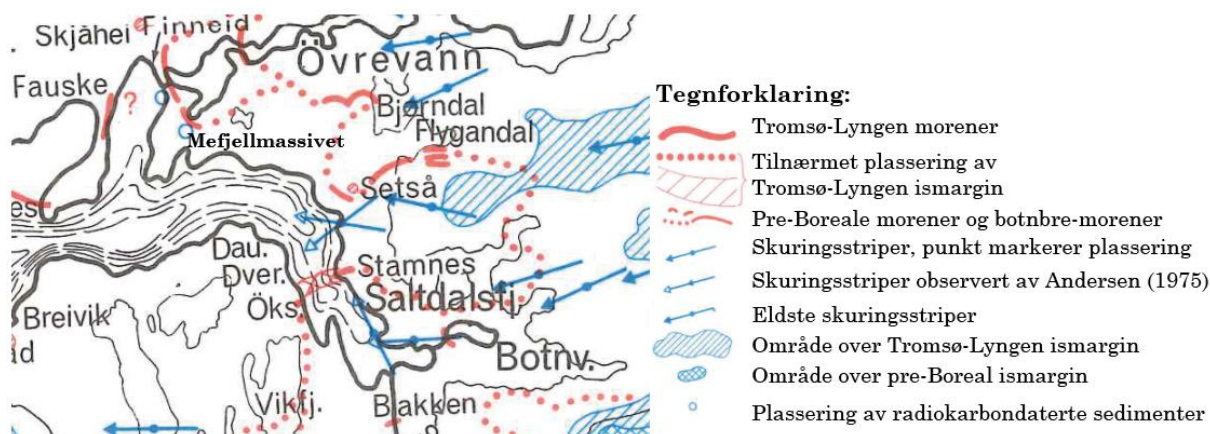 Skjåhei Finneid
Övrevann
Fauske
?
Bjørndal
Flygandal
Mefjellmassivet
Setså
es
Dau.
Dver.
Stamnes
Öks.
Saltdalsfj.
Breivik
ad
Botnv.
Vikfj.
Blakken
Tegnforklaring:
Tromsø-Lyngen morener
Tilnærmet plassering av
Tromsø-Lyngen ismargin
Pre-Boreale morener og botnbre-morener
Skuringsstriper, punkt markerer plassering
Skuringsstriper observert av Andersen (1975)
Eldste skuringsstriper
Område over Tromsø-Lyngen ismargin
Område over pre-Boreal ismargin
Plassering av radiokarbondaterte sedimenter